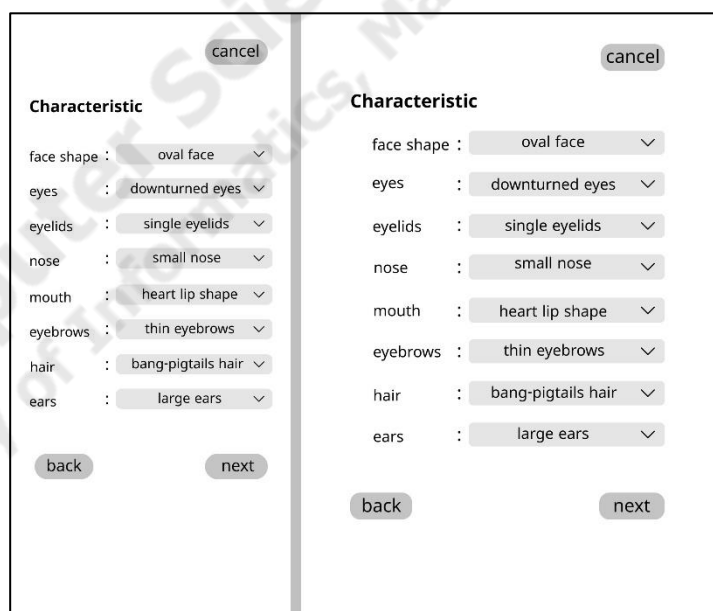 cancel
Characteristic
face shape : oval face
eyes : downturned eyes
eyelids : single eyelids
nose : small nose
mouth : heart lip shape
eyebrows : thin eyebrows
hair : bang-pigtails hair
ears : large ears
back next
cancel
Characteristic
face shape : oval face
eyes : downturned eyes
eyelids : single eyelids
nose : small nose
mouth : heart lip shape
eyebrows : thin eyebrows
hair : bang-pigtails hair
ears : large ears
back next